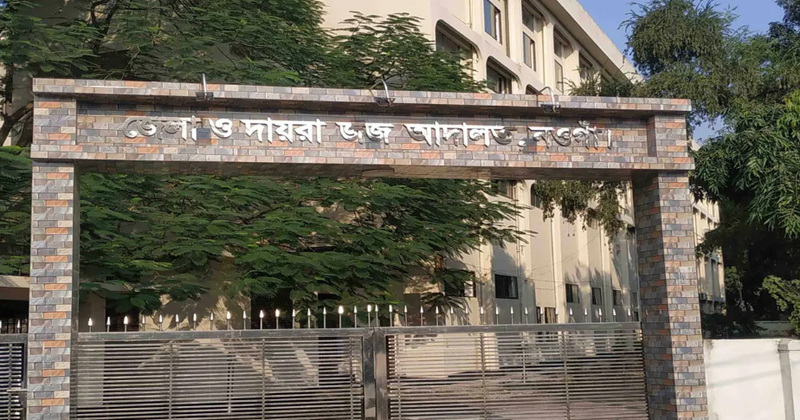 জেলা ও দায়রা জজ আদালত, নওগাঁ।